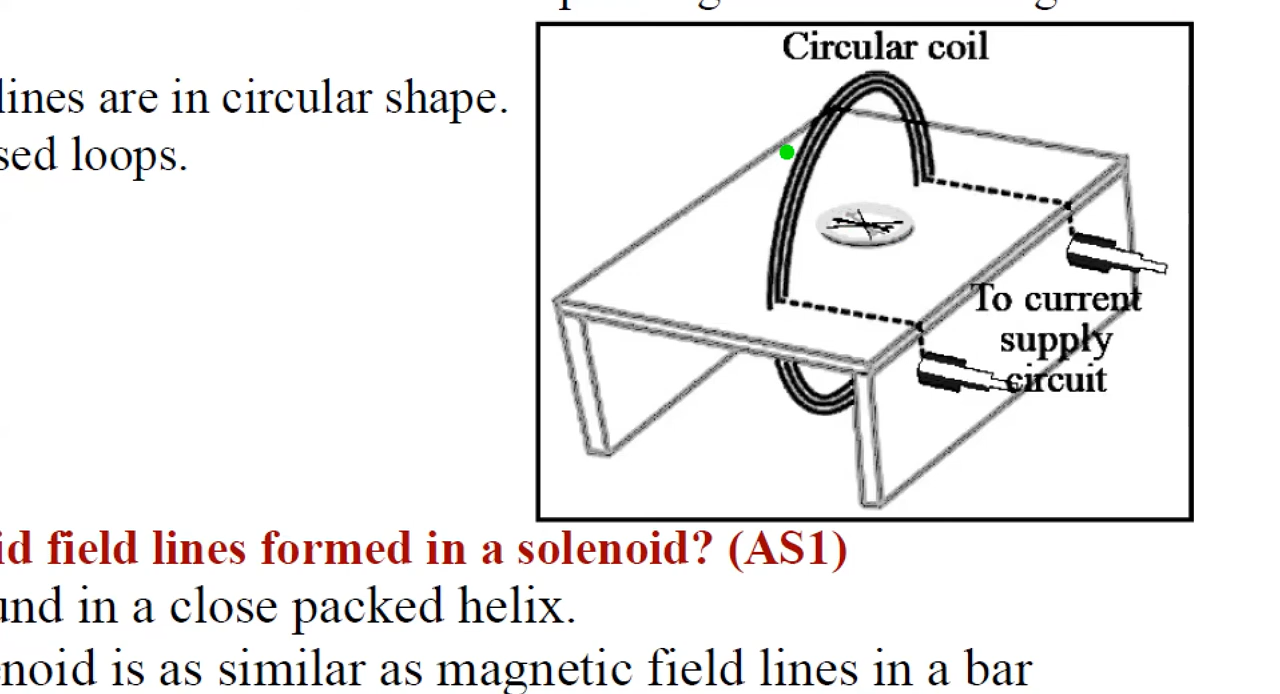 lines are in circular shape.
sed loops.
Circular coil
To current
supply
circuit
id field lines formed in a solenoid? (AS1)
und in a close packed helix.
noid is as similar as magnetic field lines in a bar